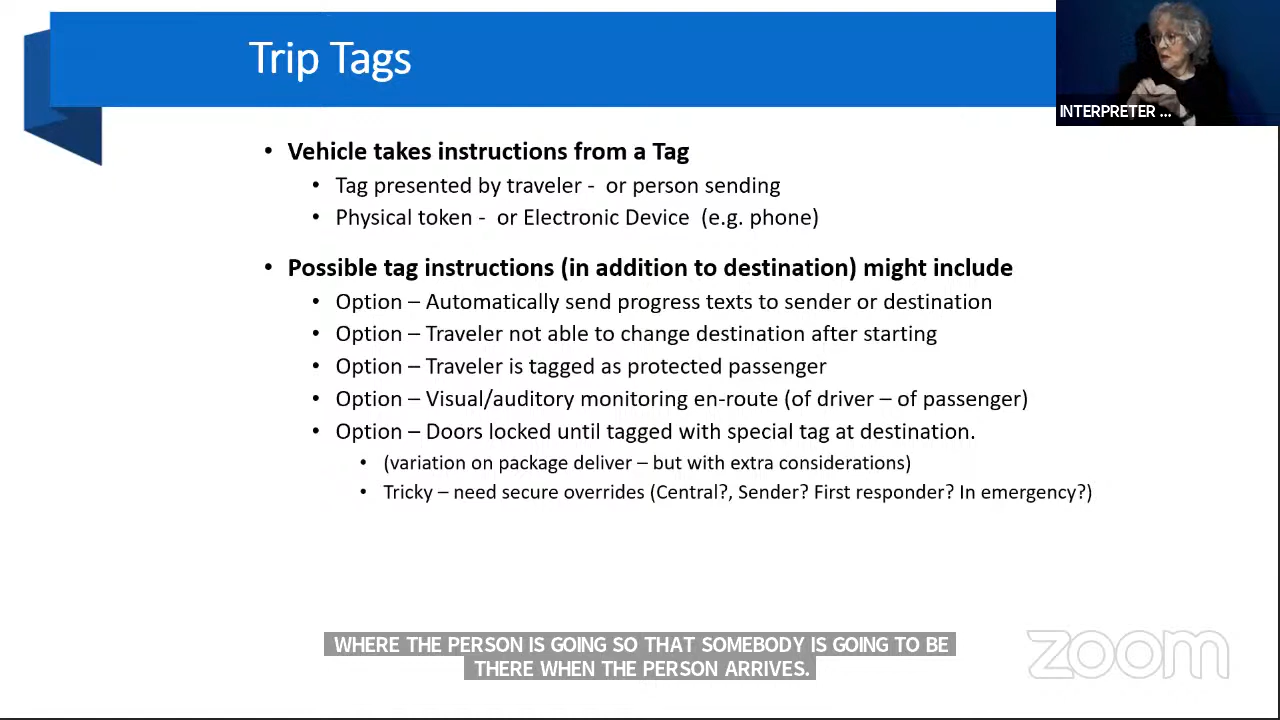 Trip Tags
INTERPRETER ...
• Vehicle takes instructions from a Tag
• Tag presented by traveler - or person sending
• Physical token - or Electronic Device (e.g. phone)
• Possible tag instructions (in addition to destination) might include
• Option – Automatically send progress texts to sender or destination
• Option – Traveler not able to change destination after starting
• Option – Traveler is tagged as protected passenger
• Option – Visual/auditory monitoring en-route (of driver – of passenger)
• Option – Doors locked until tagged with special tag at destination.
• (variation on package deliver – but with extra considerations)
• Tricky – need secure overrides (Central?, Sender? First responder? In emergency?)
WHERE THE PERSON IS GOING SO THAT SOMEBODY IS GOING TO BE
THERE WHEN THE PERSON ARRIVES.
zoom